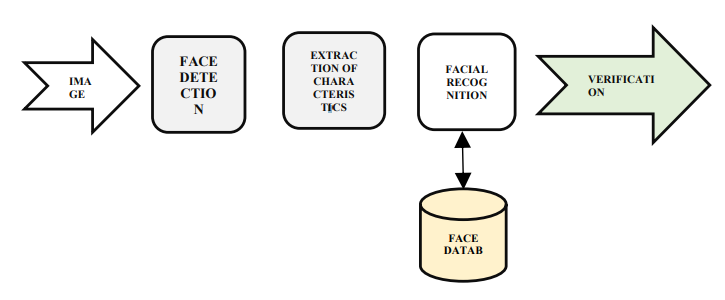 IMA
GE
FACE
DETE
CTIO
N
EXTRAC
TION OF
CHARA
CTERIS
TICS
FACIAL
RECOG
NITION
VERIFICATI
ON
FACE
DATAB